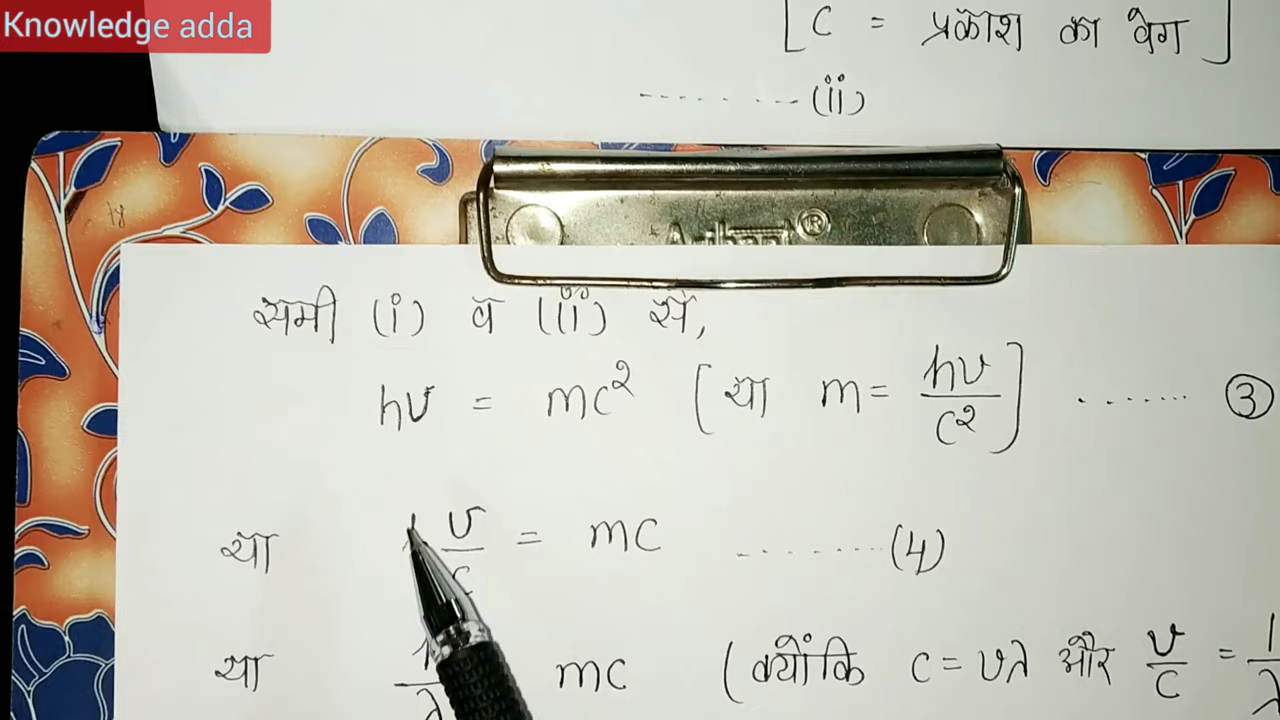 Knowledge adda
[ C = प्रकाश का वेग ]
--------- (ii)
समी (i) व (ii) से,
hν = mc² [ या m = hν/c² ] ....... ③
या ν/c = mc ......... (4)
या mc ( क्योंकि c = νλ और ν/c = 1/λ